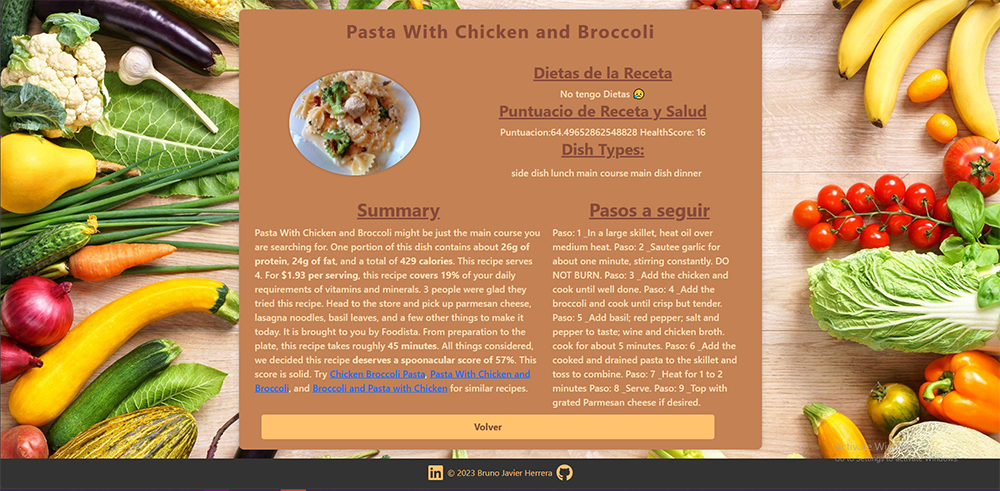 Pasta With Chicken and Broccoli
Dietas de la Receta
No tengo Dietas 😥
Puntuacio de Receta y Salud
Puntuacion:64.49652862548828 HealthScore: 16
Dish Types:
side dish lunch main course main dish dinner
Summary
Pasta With Chicken and Broccoli might be just the main course you
are searching for. One portion of this dish contains about 26g of
protein, 24g of fat, and a total of 429 calories. This recipe serves
4. For $1.93 per serving, this recipe covers 19% of your daily
requirements of vitamins and minerals. 3 people were glad they
tried this recipe. Head to the store and pick up parmesan cheese,
lasagna noodles, basil leaves, and a few other things to make it
today. It is brought to you by Foodista. From preparation to the
plate, this recipe takes roughly 45 minutes. All things considered,
we decided this recipe deserves a spoonacular score of 57%. This
score is solid. Try Chicken Broccoli Pasta, Pasta With Chicken and
Broccoli, and Broccoli and Pasta with Chicken for similar recipes.
Pasos a seguir
Paso: 1 _In a large skillet, heat oil over
medium heat. Paso: 2 _Sautee garlic for
about one minute, stirring constantly. DO
NOT BURN. Paso: 3 _Add the chicken and
cook until well done. Paso: 4 _Add the
broccoli and cook until crisp but tender.
Paso: 5 _Add basil; red pepper; salt and
pepper to taste; wine and chicken broth.
cook for about 5 minutes. Paso: 6 _Add the
cooked and drained pasta to the skillet and
toss to combine. Paso: 7 _Heat for 1 to 2
minutes Paso: 8 _Serve. Paso: 9 _Top with
grated Parmesan cheese if desired.
Volver
Activate Windows
Go to Settings to activate Windows.
© 2023 Bruno Javier Herrera